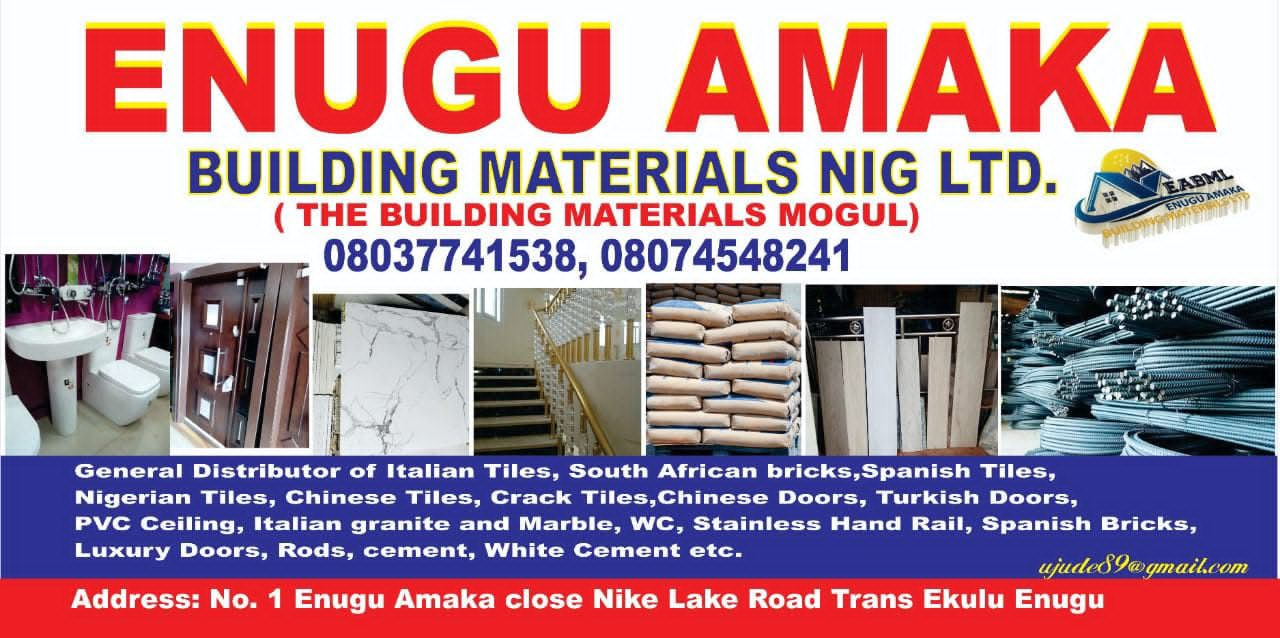 ENUGU AMAKA
BUILDING MATERIALS NIG LTD.
( THE BUILDING MATERIALS MOGUL)
08037741538, 08074548241
EABML
ENUGU AMAKA
BUILDING MATERIALS LTD
General Distributor of Italian Tiles, South African bricks,Spanish Tiles,
Nigerian Tiles, Chinese Tiles, Crack Tiles,Chinese Doors, Turkish Doors,
PVC Ceiling, Italian granite and Marble, WC, Stainless Hand Rail, Spanish Bricks,
Luxury Doors, Rods, cement, White Cement etc.
ujude89@gmail.com
Address: No. 1 Enugu Amaka close Nike Lake Road Trans Ekulu Enugu